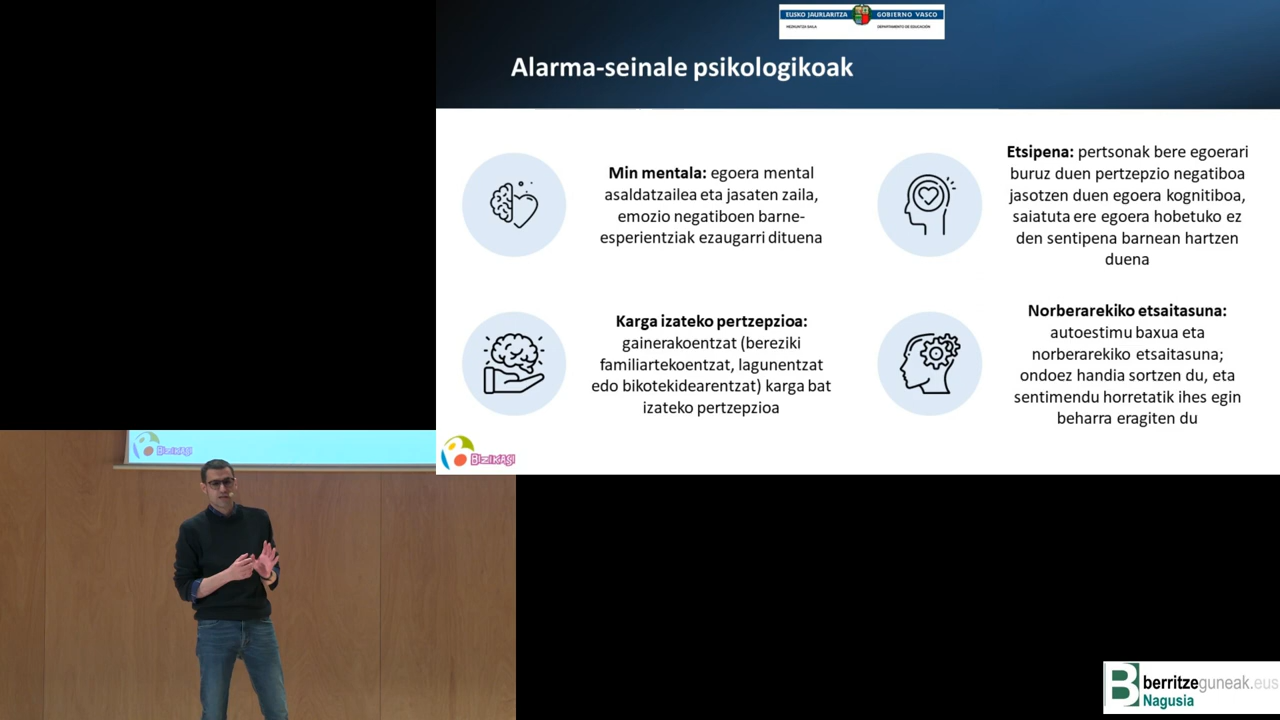 EUSKO JAURLARITZA
GOBIERNO VASCO
HEZKUNTZA SAILA
DEPARTAMENTO DE EDUCACIÓN
Alarma-seinale psikologikoak
Min mentala: egoera mental
asaldatzailea eta jasaten zaila,
emozio negatiboen barne-
esperientziak ezaugarri dituena
Etsipena: pertsonak bere egoerari
buruz duen pertzepzio negatiboa
jasotzen duen egoera kognitiboa,
saiatuta ere egoera hobetuko ez
den sentipena barnean hartzen
duena
Karga izateko pertzepzioa:
gainerakoentzat (bereziki
familiartekoentzat, lagunentzat
edo bikotekidearentzat) karga bat
izateko pertzepzioa
Norberarekiko etsaitasuna:
autoestimu baxua eta
norberarekiko etsaitasuna;
ondoez handia sortzen du, eta
sentimendu horretatik ihes egin
beharra eragiten du
BIZIKASI
BIZIKASI
berritzeguneak.eus
Nagusia